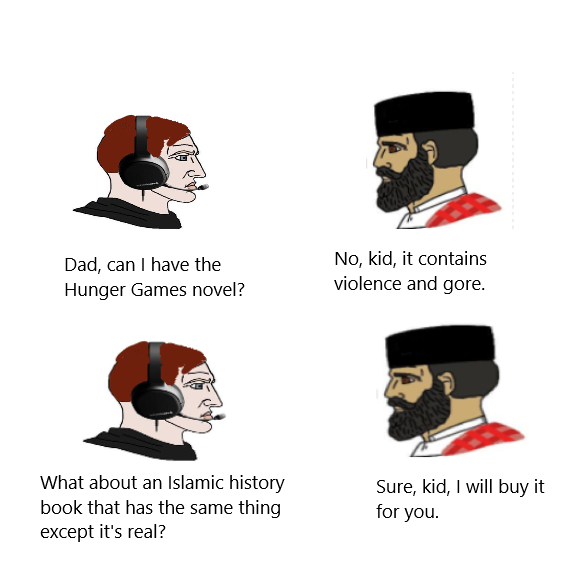 Dad, can I have the
Hunger Games novel?
No, kid, it contains
violence and gore.
What about an Islamic history
book that has the same thing
except it's real?
Sure, kid, I will buy it
for you.